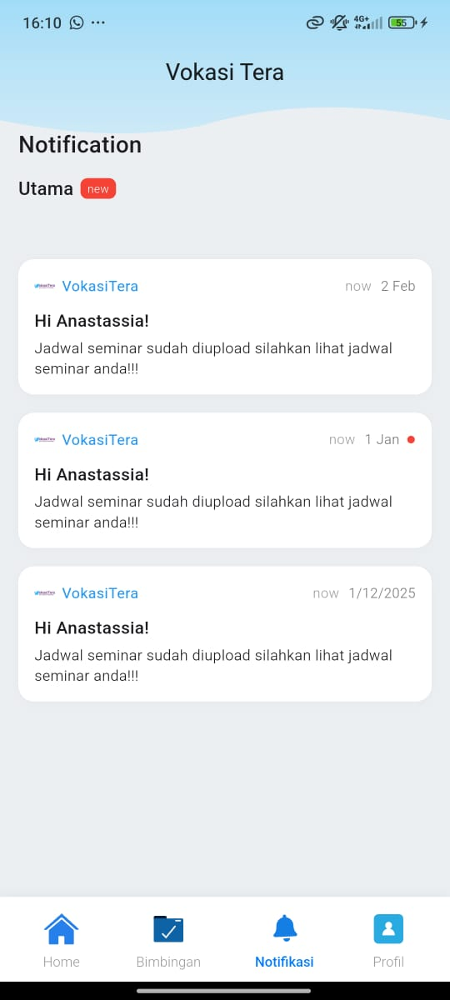 16:10
4G+
55
Vokasi Tera
Notification
Utama new
VokasiTera now 2 Feb
Hi Anastassia!
Jadwal seminar sudah diupload silahkan lihat jadwal
seminar anda!!!
VokasiTera now 1 Jan
Hi Anastassia!
Jadwal seminar sudah diupload silahkan lihat jadwal
seminar anda!!!
VokasiTera now 1/12/2025
Hi Anastassia!
Jadwal seminar sudah diupload silahkan lihat jadwal
seminar anda!!!
Home Bimbingan Notifikasi Profil